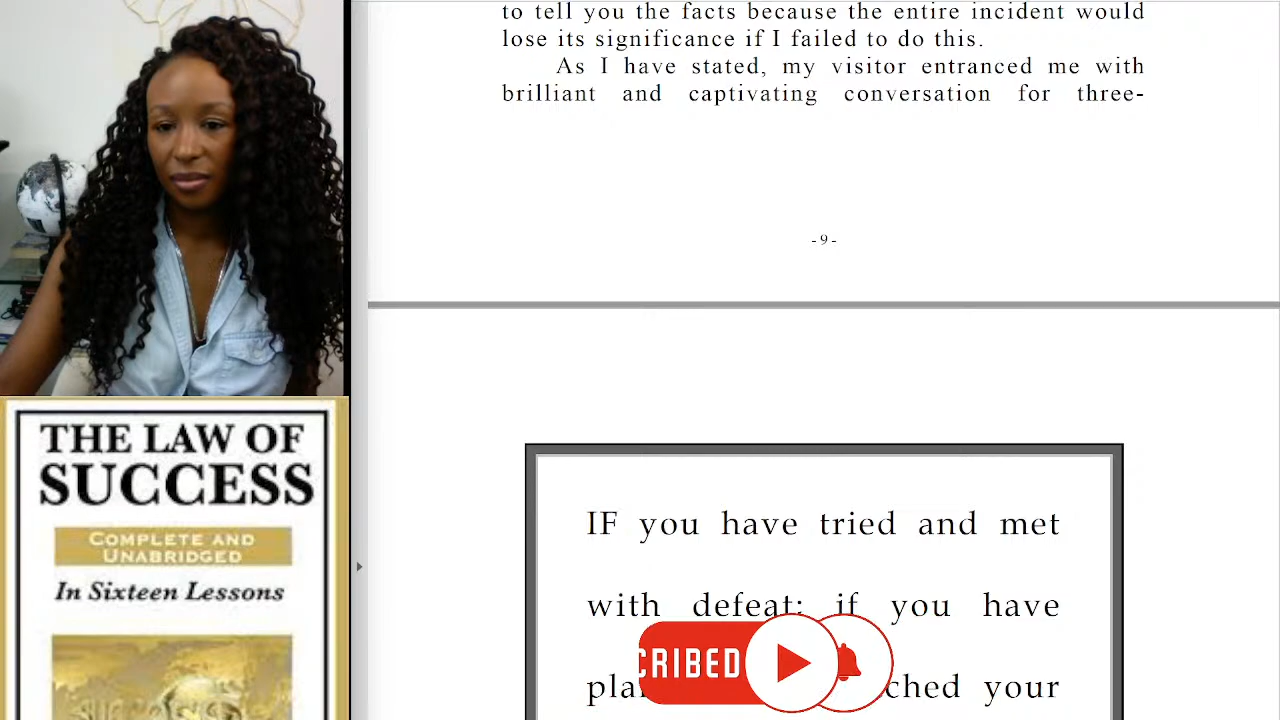 to tell you the facts because the entire incident would
lose its significance if I failed to do this.
As I have stated, my visitor entranced me with
brilliant and captivating conversation for three-
-9-
IF you have tried and met
with defeat; if you have
your
CRIBED
THE LAW OF
SUCCESS
COMPLETE AND
UNABRIDGED
In Sixteen Lessons